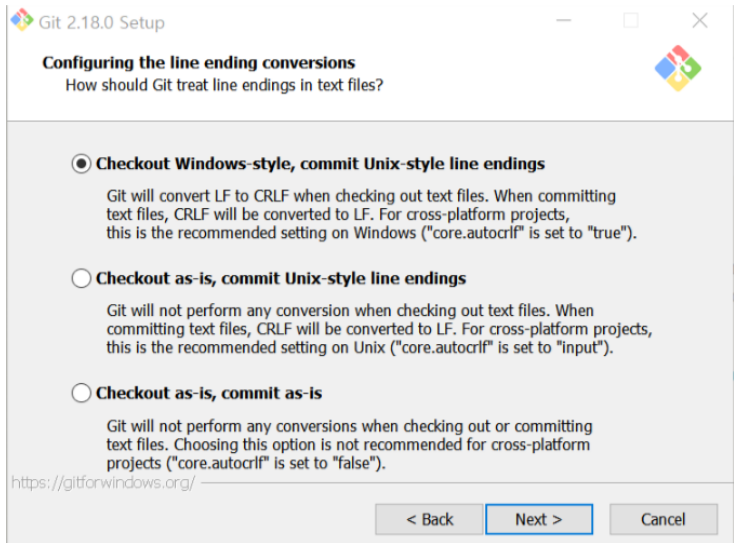 Git 2.18.0 Setup
Configuring the line ending conversions
How should Git treat line endings in text files?
Checkout Windows-style, commit Unix-style line endings
Git will convert LF to CRLF when checking out text files. When committing
text files, CRLF will be converted to LF. For cross-platform projects,
this is the recommended setting on Windows ("core.autocrlf" is set to "true").
Checkout as-is, commit Unix-style line endings
Git will not perform any conversion when checking out text files. When
committing text files, CRLF will be converted to LF. For cross-platform projects,
this is the recommended setting on Unix ("core.autocrlf" is set to "input").
Checkout as-is, commit as-is
Git will not perform any conversions when checking out or committing
text files. Choosing this option is not recommended for cross-platform
projects ("core.autocrlf" is set to "false").
https://gitforwindows.org/
< Back Next > Cancel